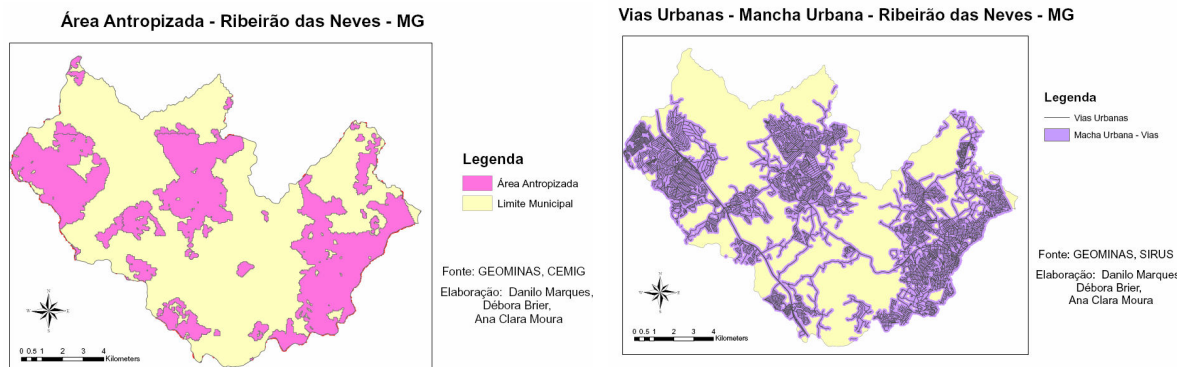 Área Antropizada - Ribeirão das Neves - MG
Legenda
Área Antropizada
Limite Municipal
Fonte: GEOMINAS, CEMIG
Elaboração: Danilo Marques,
Débora Brier,
Ana Clara Moura
N
W
E
S
0 0.5 1 2 3 4
Kilometers
Vias Urbanas - Mancha Urbana - Ribeirão das Neves - MG
Legenda
Vias Urbanas
Macha Urbana - Vias
Fonte: GEOMINAS, SIRUS
Elaboração: Danilo Marques,
Débora Brier,
Ana Clara Moura
N
W
E
S
0 0.5 1 2 3 4
Kilometers